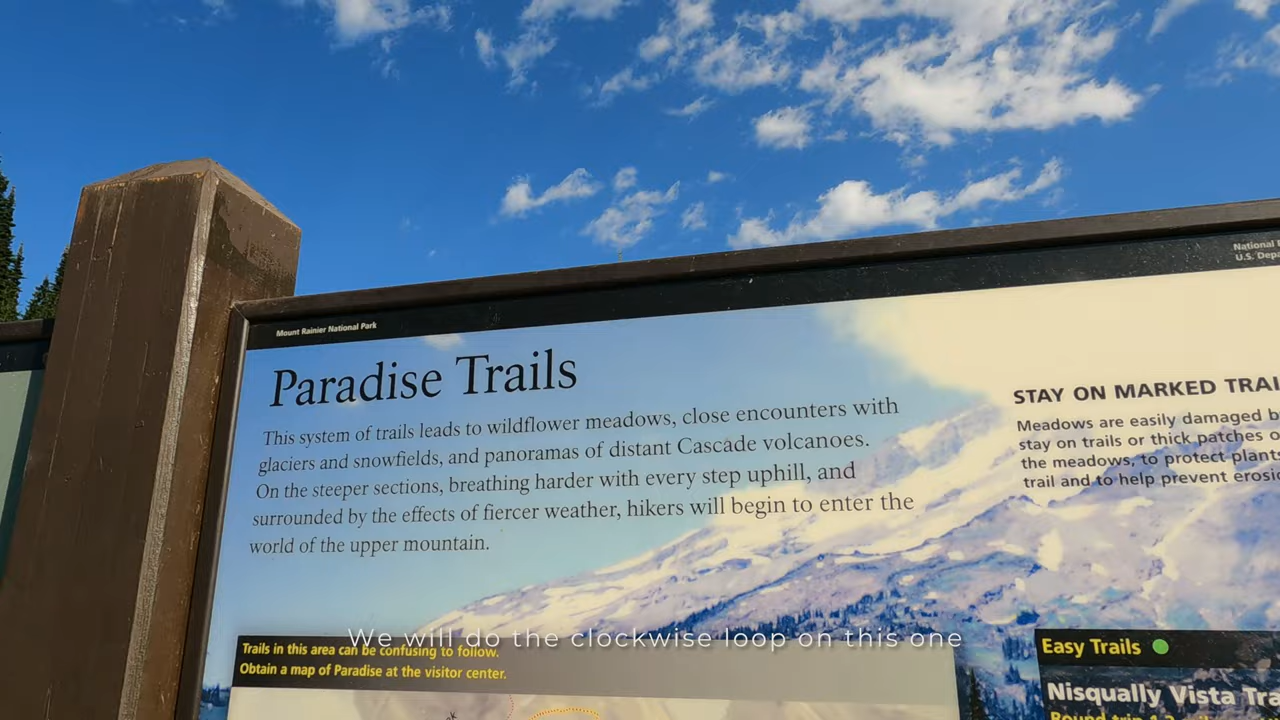 Mount Rainier National Park
National
U.S.
Paradise Trails
This system of trails leads to wildflower meadows, close encounters with
glaciers and snowfields, and panoramas of distant Cascade volcanoes.
On the steeper sections, breathing harder with every step uphill, and
surrounded by the effects of fiercer weather, hikers will begin to enter the
world of the upper mountain.
STAY ON MARKED
Meadows are easily damaged
stay on trails or thick patches
the meadows, to protect plants
trail and to help prevent
We will do the clockwise loop on this one
Trails in this area can be confusing to follow.
Obtain a map of Paradise at the visitor center.
Easy Trails
Nisqually Vista
Round trip